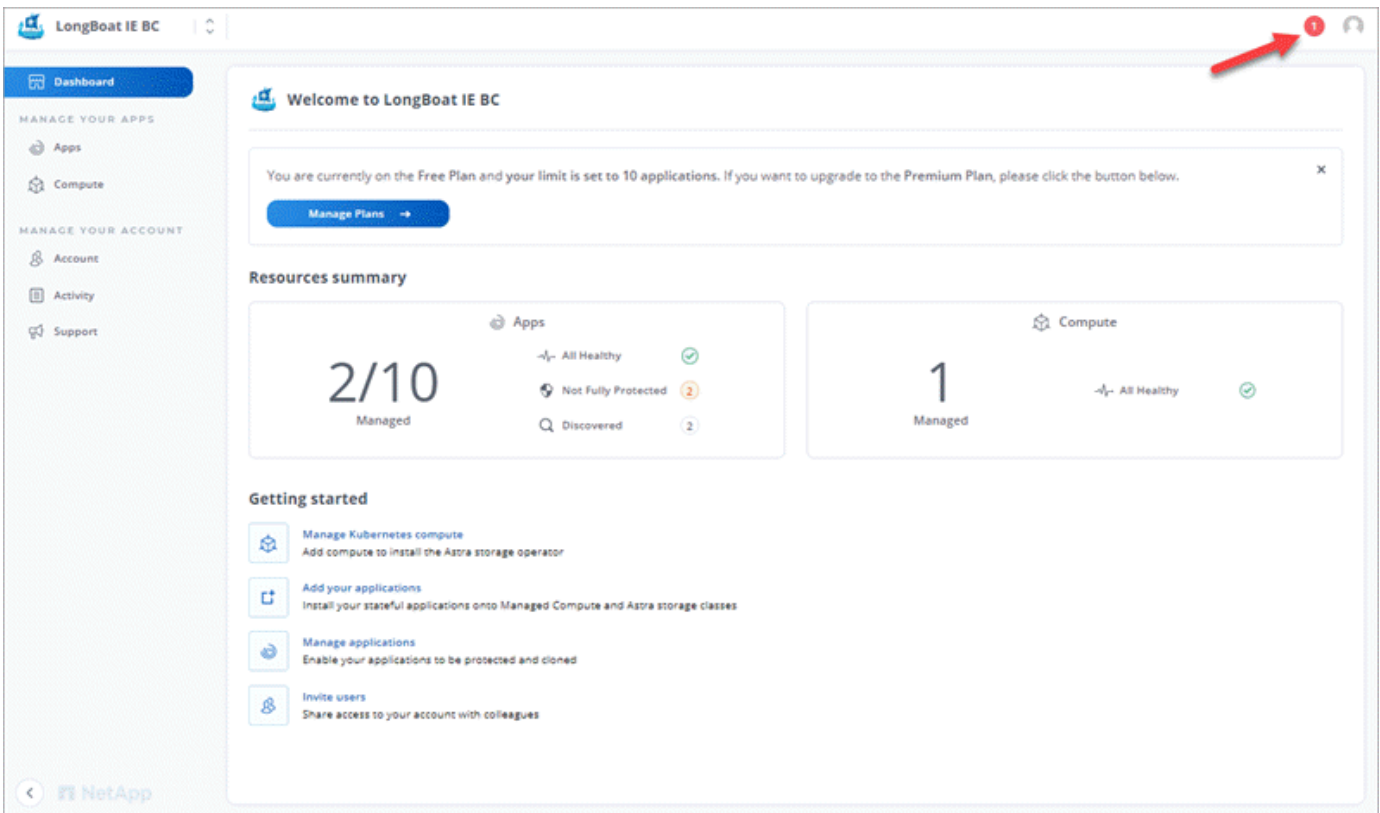 LongBoat IE BC
1
Dashboard
MANAGE YOUR APPS
Apps
Compute
MANAGE YOUR ACCOUNT
Account
Activity
Support
NetApp
Welcome to LongBoat IE BC
You are currently on the Free Plan and your limit is set to 10 applications. If you want to upgrade to the Premium Plan, please click the button below.
Manage Plans
Resources summary
Apps
2/10
Managed
All Healthy
Not Fully Protected 2
Discovered 2
Compute
1
Managed
All Healthy
Getting started
Manage Kubernetes compute
Add compute to install the Astra storage operator
Add your applications
Install your stateful applications onto Managed Compute and Astra storage classes
Manage applications
Enable your applications to be protected and cloned
Invite users
Share access to your account with colleagues